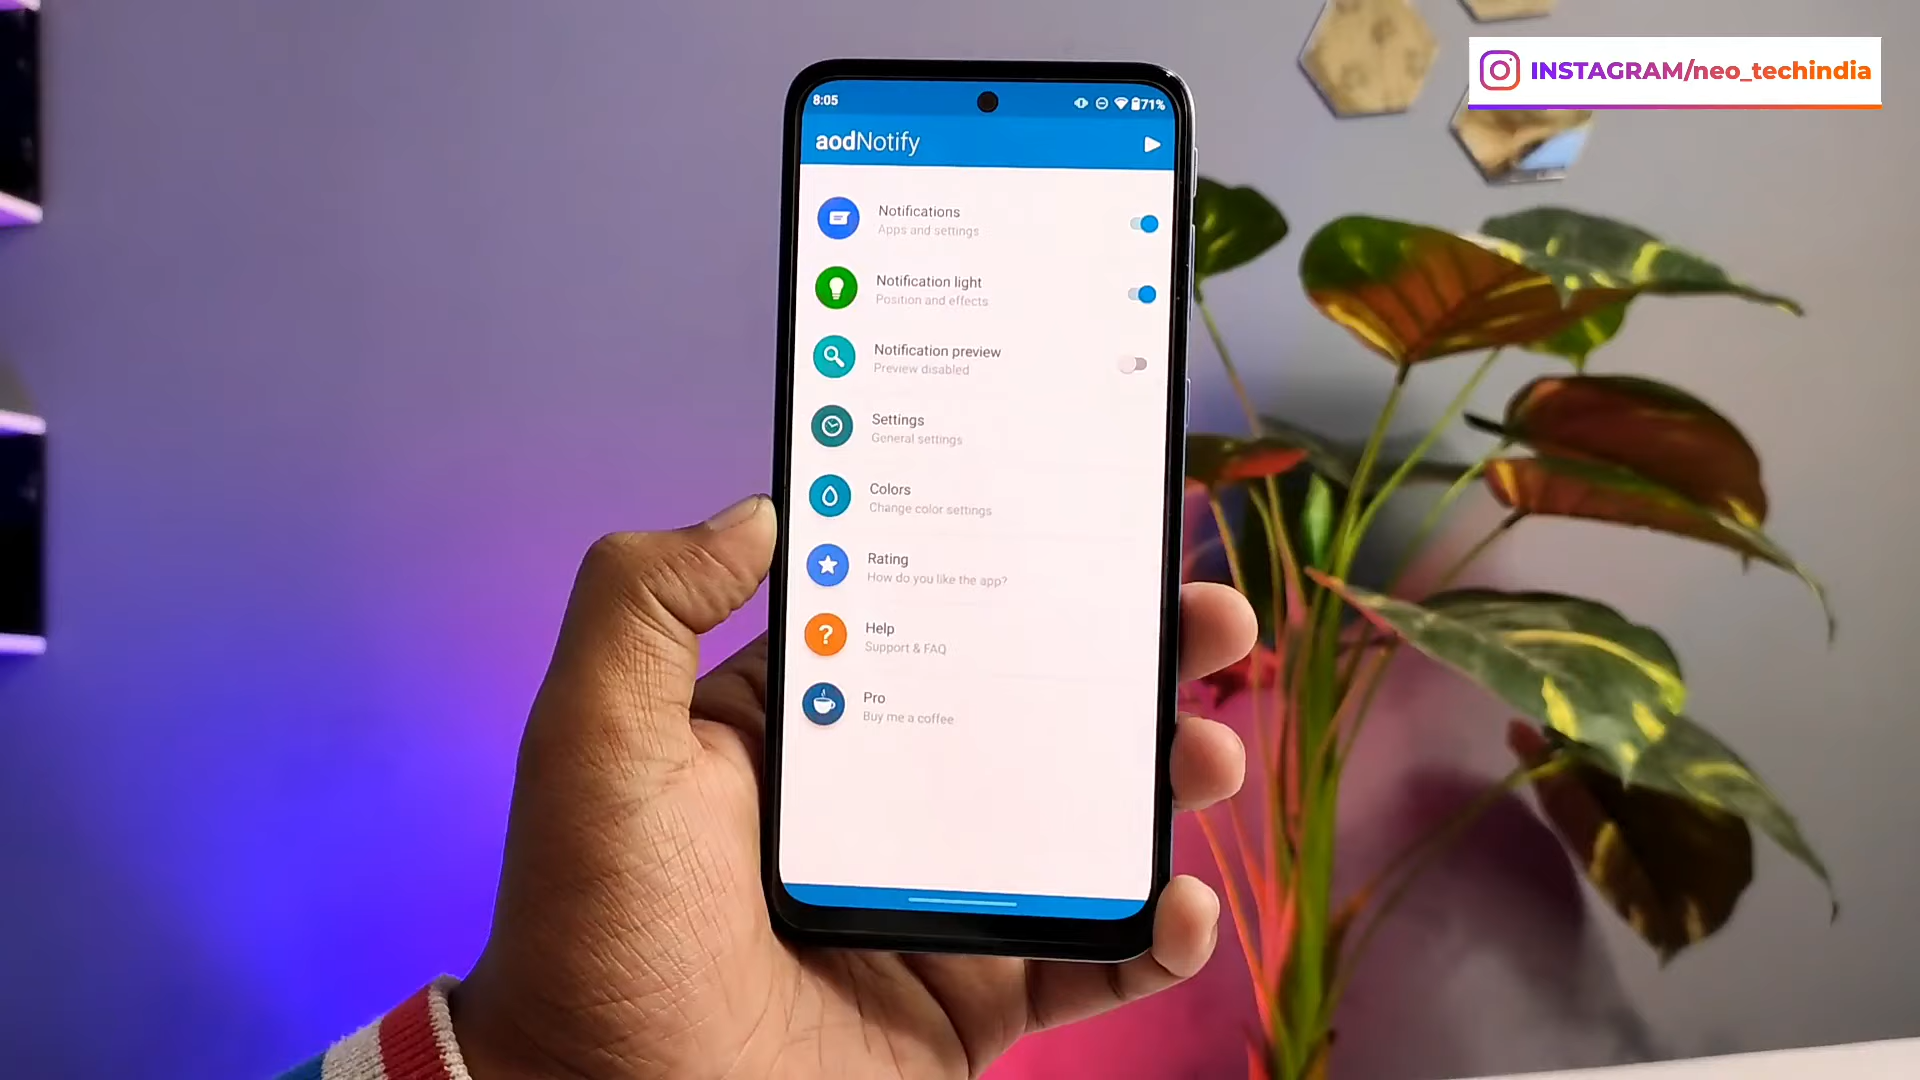 INSTAGRAM/neo_techindia
8:05
71%
aodNotify
Notifications
Apps and settings
Notification light
Position and effects
Notification preview
Preview disabled
Settings
General settings
Colors
Change color settings
Rating
How do you like the app?
Help
Support & FAQ
Pro
Buy me a coffee